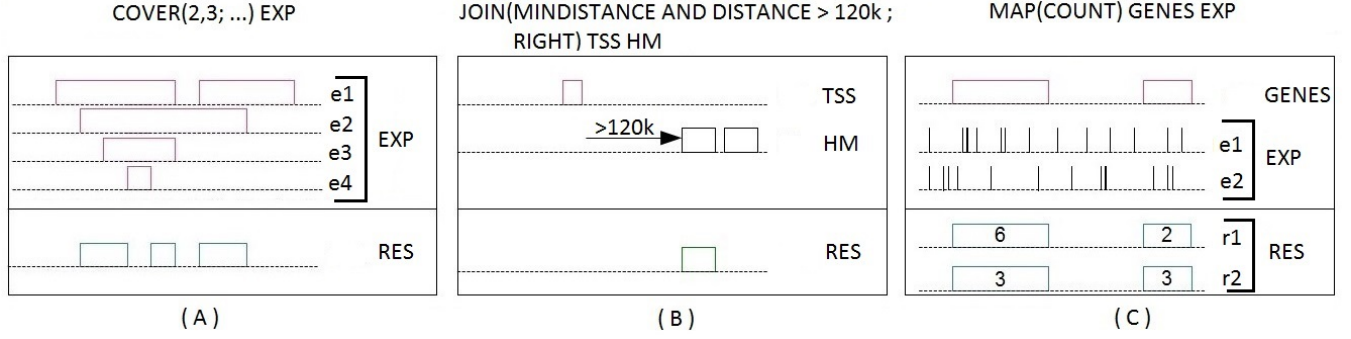 COVER(2,3; ...) EXP
e1
e2
e3
e4
EXP
RES
( A )
JOIN(MINDISTANCE AND DISTANCE > 120k ;
RIGHT) TSS HM
TSS
>120k
HM
RES
( B )
MAP(COUNT) GENES EXP
GENES
e1
e2
EXP
6 2 r1
3 3 r2
RES
( C )